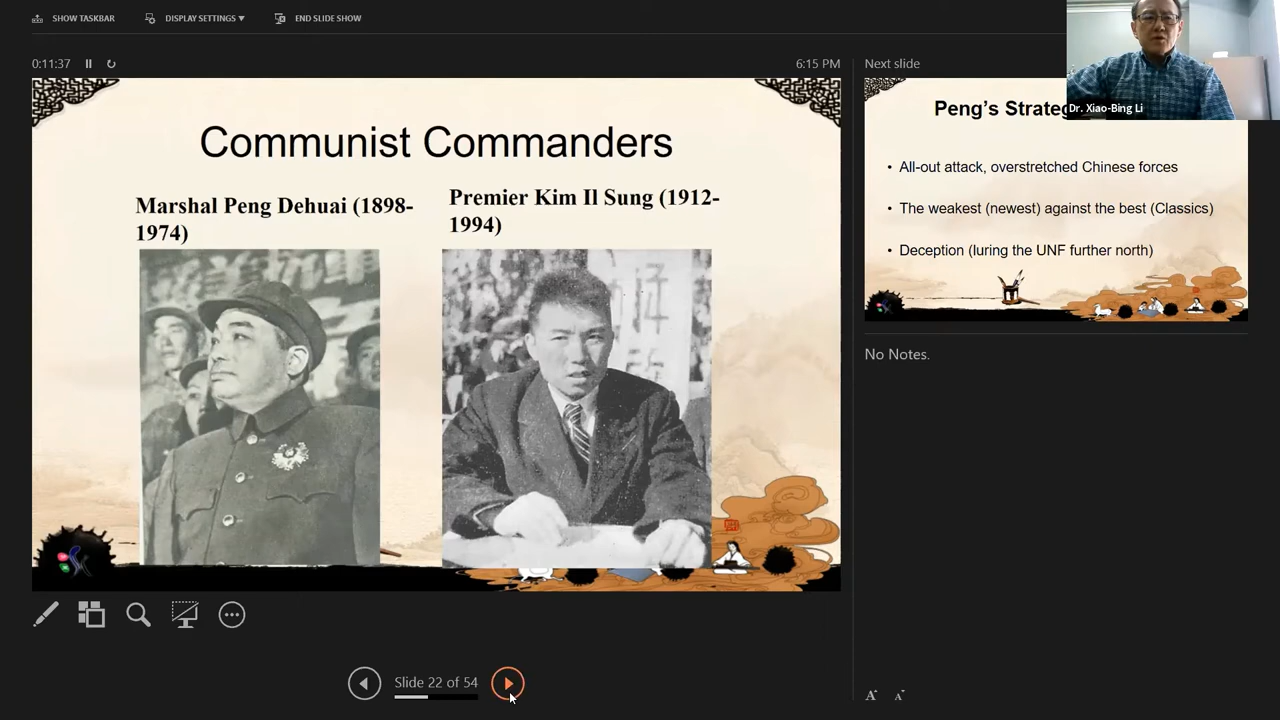 SHOW TASKBAR
DISPLAY SETTINGS
END SLIDE SHOW
0:11:37
6:15 PM
Communist Commanders
Marshal Peng Dehuai (1898-
1974)
Premier Kim Il Sung (1912-
1994)
Slide 22 of 54
Next slide
Dr. Xiao-Bing Li
Peng's
• All-out attack, overstretched Chinese forces
• The weakest (newest) against the best (Classics)
• Deception (luring the UNF further north)
No Notes.
A A